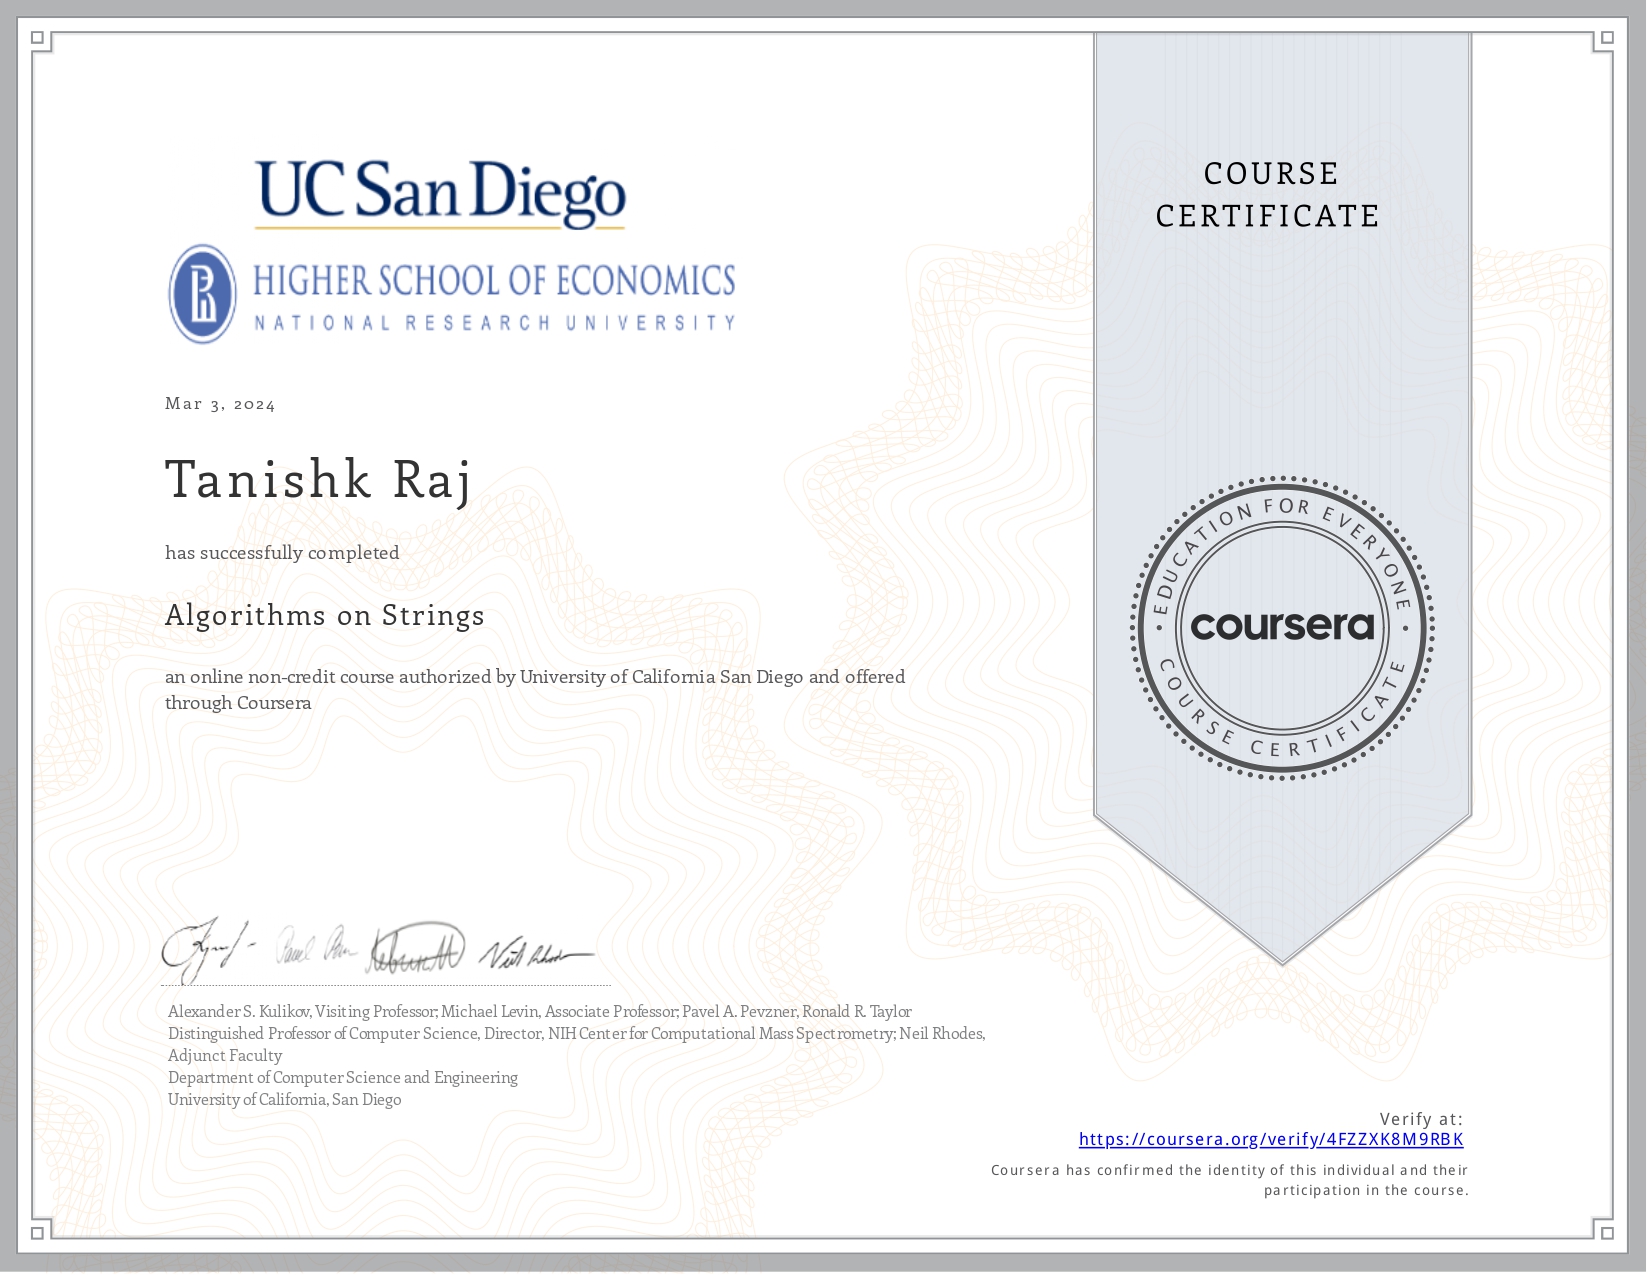 UC San Diego
HIGHER SCHOOL OF ECONOMICS
NATIONAL RESEARCH UNIVERSITY
COURSE
CERTIFICATE
Mar 3, 2024
Tanishk Raj
has successfully completed
Algorithms on Strings
an online non-credit course authorized by University of California San Diego and offered
through Coursera
EDUCATION FOR EVERYONE
coursera
COURSE CERTIFICATE
Alexander S. Kulikov, Visiting Professor; Michael Levin, Associate Professor; Pavel A. Pevzner, Ronald R. Taylor
Distinguished Professor of Computer Science, Director, NIH Center for Computational Mass Spectrometry; Neil Rhodes,
Adjunct Faculty
Department of Computer Science and Engineering
University of California, San Diego
Verify at:
https://coursera.org/verify/4FZZXK8M9RBK
Coursera has confirmed the identity of this individual and their
participation in the course.